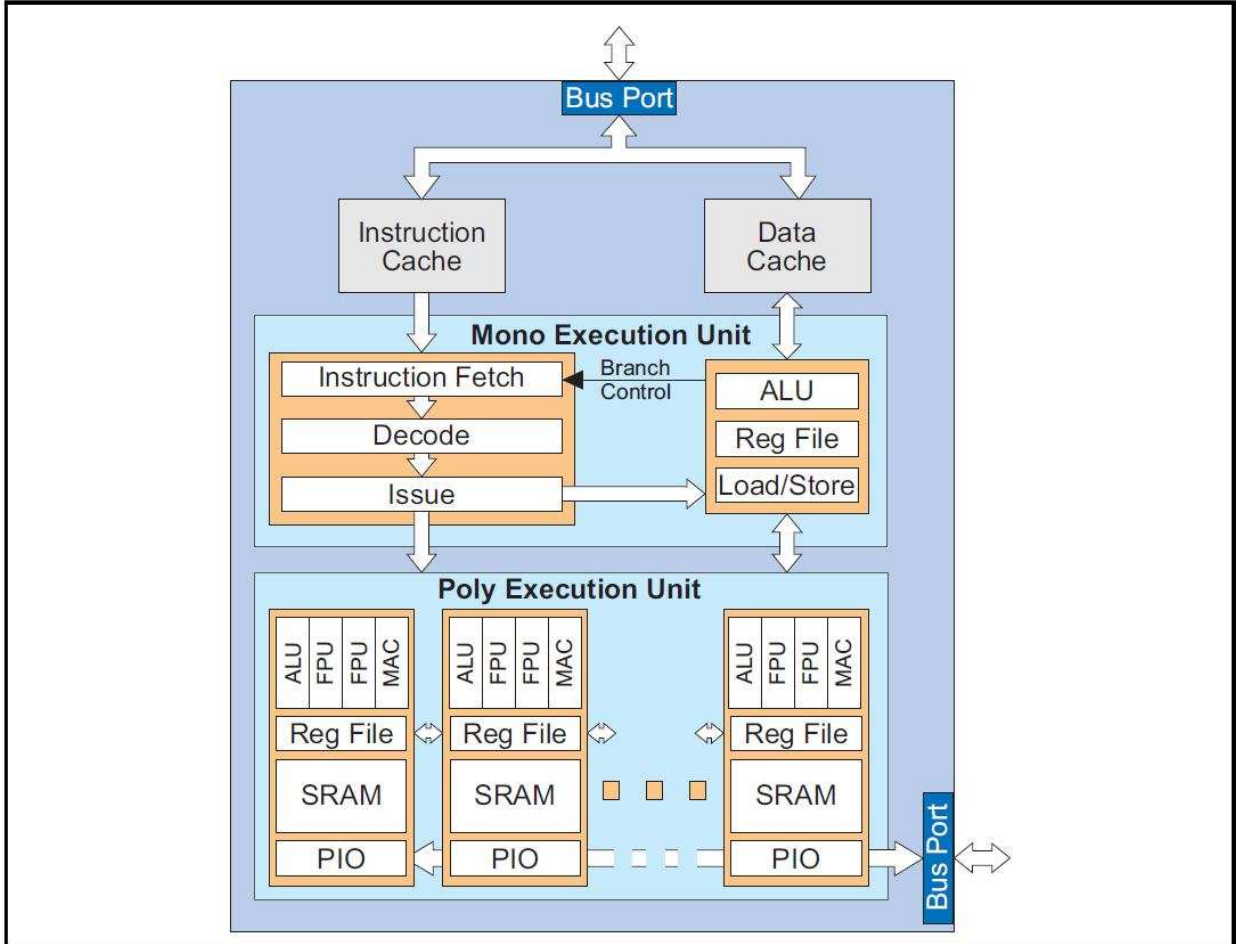 Bus Port
Instruction
Cache
Data
Cache
Mono Execution Unit
Instruction Fetch
Decode
Issue
Branch
Control
ALU
Reg File
Load/Store
Poly Execution Unit
ALU FPU FPU MAC
Reg File
SRAM
PIO
ALU FPU FPU MAC
Reg File
SRAM
PIO
ALU FPU FPU MAC
Reg File
SRAM
PIO
Bus Port